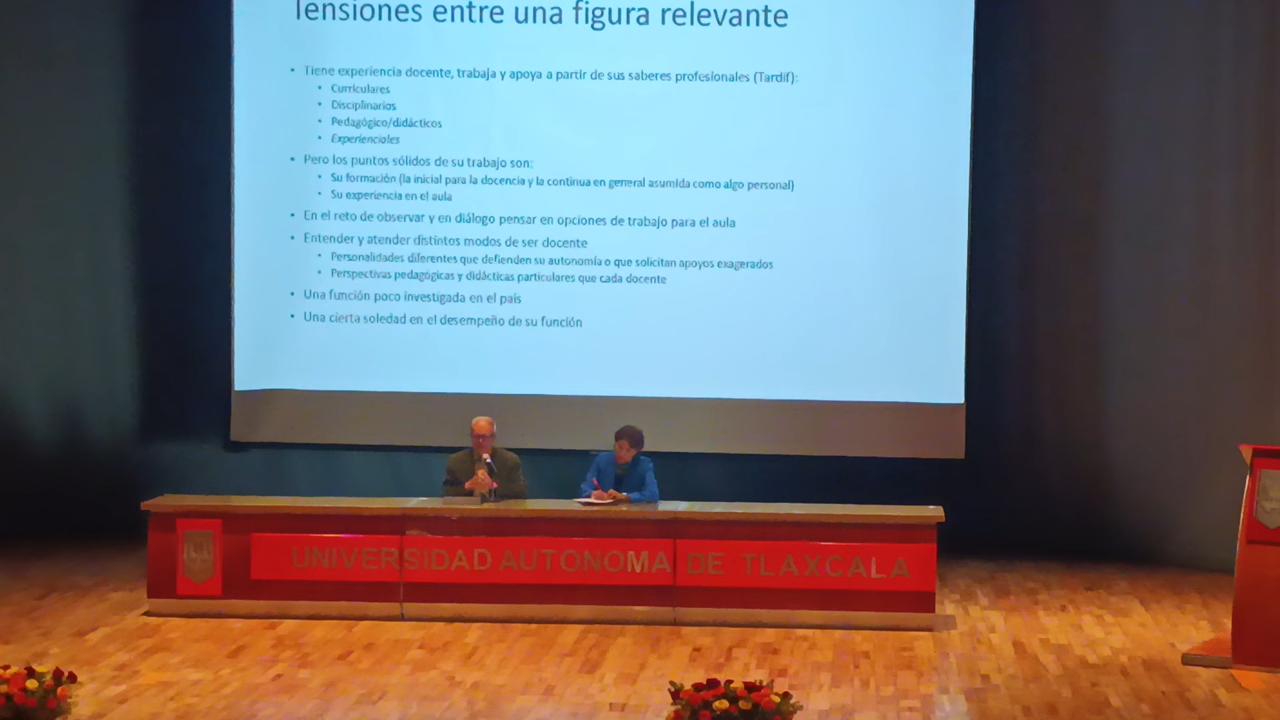 Tensiones entre una figura relevante
• Tiene experiencia docente, trabaja y apoya a partir de sus saberes profesionales (Tardif):
• Curriculares
• Disciplinarios
• Pedagógico/didácticos
• Experienciales
• Pero los puntos sólidos de su trabajo son:
• Su formación (la inicial para la docencia y la continua en general asumida como algo personal)
• Su experiencia en el aula
• En el reto de observar y en diálogo pensar en opciones de trabajo para el aula
• Entender y atender distintos modos de ser docente
• Personalidades diferentes que defienden su autonomía o que solicitan apoyos exagerados
• Perspectivas pedagógicas y didácticas particulares que cada docente
• Una función poco investigada en el país
• Una cierta soledad en el desempeño de su función
UNIVERSIDAD AUTONOMA DE TLAXCALA